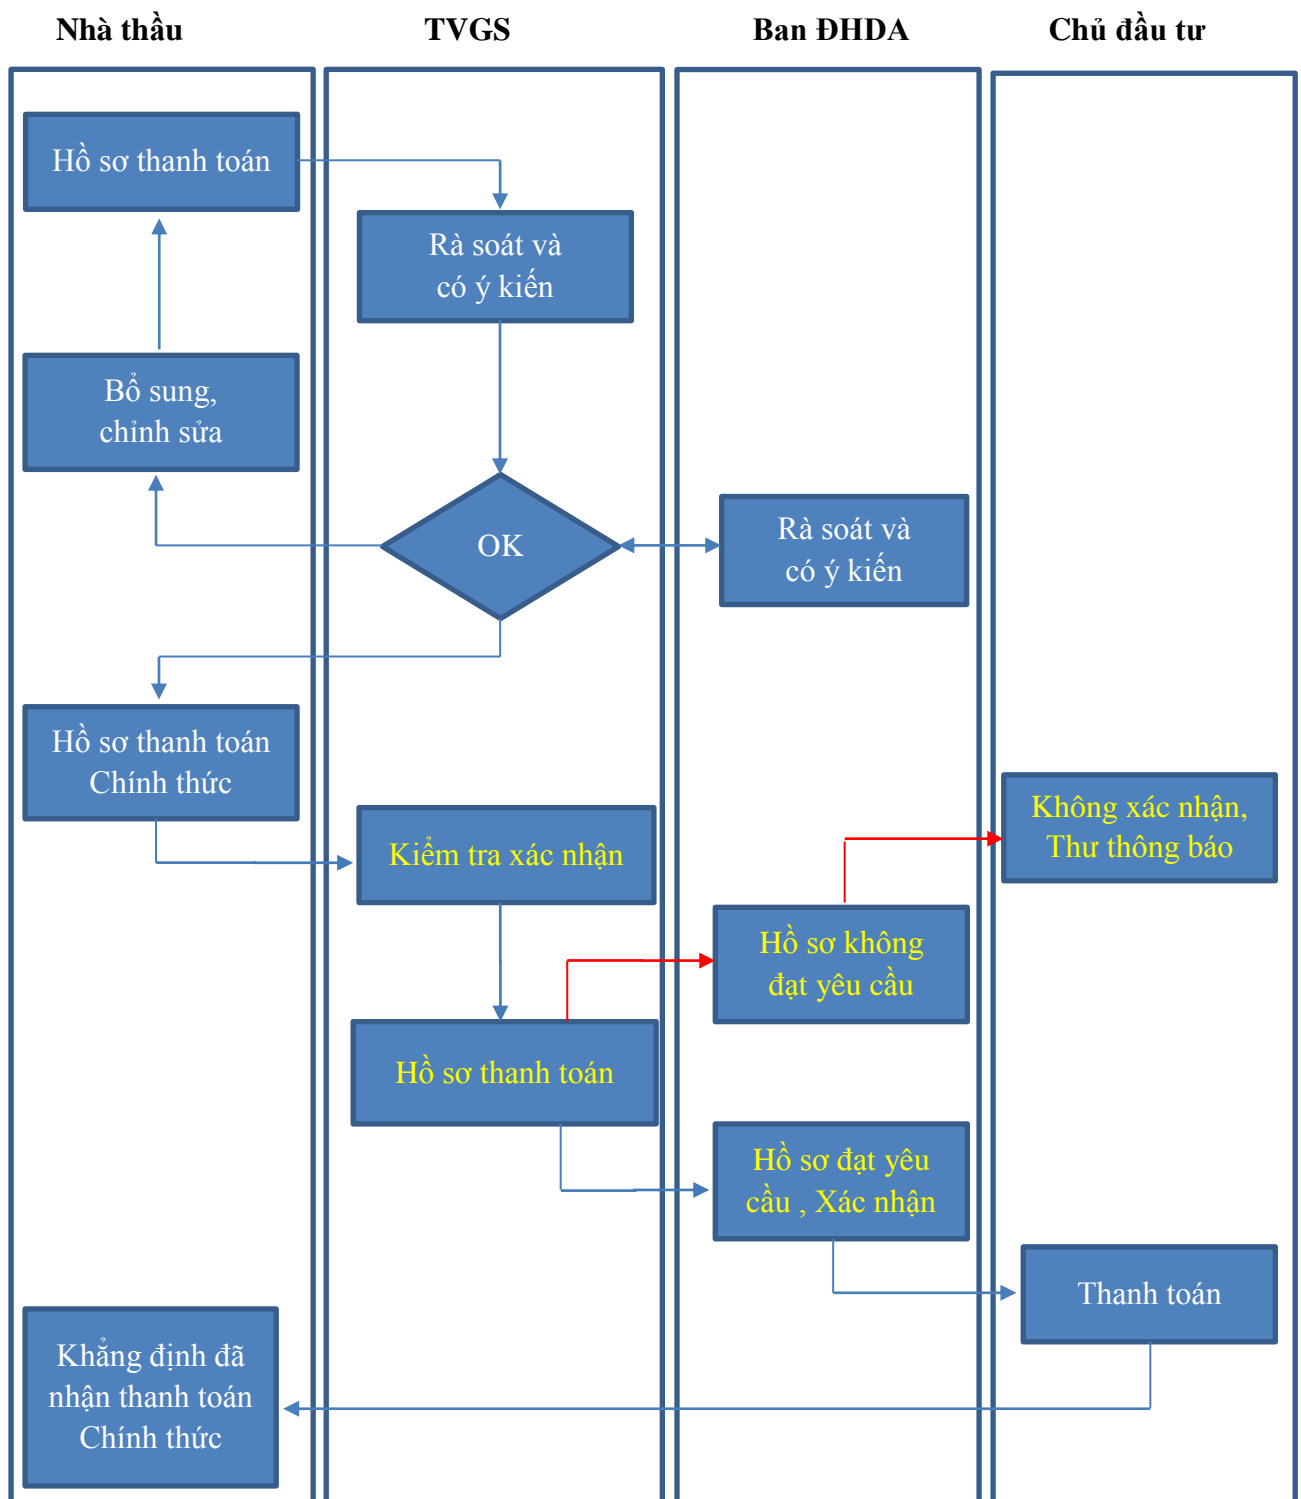 Nhà thầu
TVGS
Ban ĐHDA
Chủ đầu tư
Hồ sơ thanh toán
Rà soát và
có ý kiến
Bổ sung,
chỉnh sửa
OK
Rà soát và
có ý kiến
Hồ sơ thanh toán
Chính thức
Không xác nhận,
Thư thông báo
Kiểm tra xác nhận
Hồ sơ không
đạt yêu cầu
Hồ sơ thanh toán
Hồ sơ đạt yêu
cầu , Xác nhận
Thanh toán
Khẳng định đã
nhận thanh toán
Chính thức